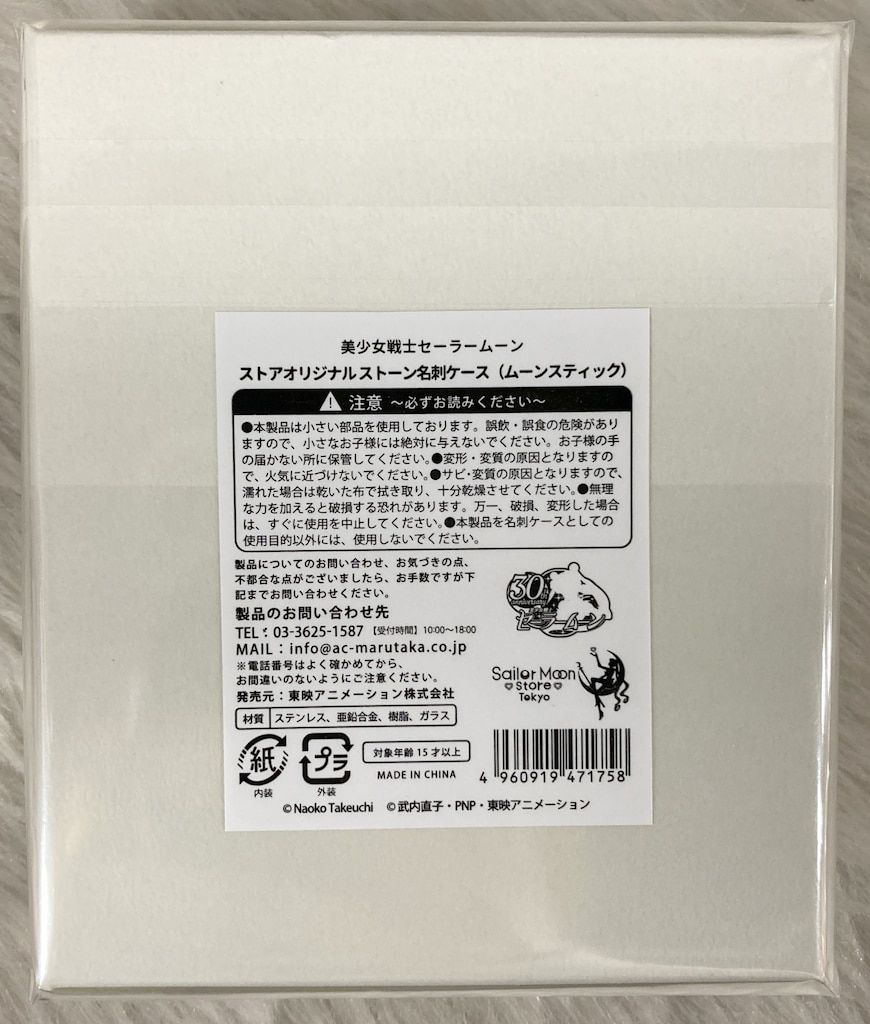 美少女戦士セーラームーン
ストアオリジナル ストーン名刺ケース（ムーンスティック）
注意 〜必ずお読みください〜
●本製品は小さい部品を使用しております。誤飲・誤食の危険があり
ますので、小さなお子様には絶対に与えないでください。お子様の手
の届かない所に保管してください。●変形・変質の原因となりますの
で、火気に近づけないでください。●サビ・変質の原因となりますので、
濡れた場合は乾いた布で拭き取り、十分乾燥させてください。●無理
な力を加えると破損する恐れがあります。万一、破損、変形した場合
は、すぐに使用を中止してください。●本製品を名刺ケースとしての
使用目的以外には、使用しないでください。
製品についてのお問い合わせ、お気づきの点、
不都合な点がございましたら、お手数ですが下
記までお問い合わせください。
製品のお問い合わせ先
TEL：03-3625-1587 【受付時間】10:00〜18:00
MAIL：info@ac-marutaka.co.jp
※電話番号はよく確かめてから、
お間違いのないようにご注意ください。
発売元：東映アニメーション株式会社
材質 ステンレス、亜鉛合金、樹脂、ガラス
30th
anniversary
セーラームーン
Sailor Moon
Store
Tokyo
紙
内装
プラ
外装
対象年齢 15 才以上
MADE IN CHINA
4 960919 471758
© Naoko Takeuchi © 武内直子・PNP・東映アニメーション